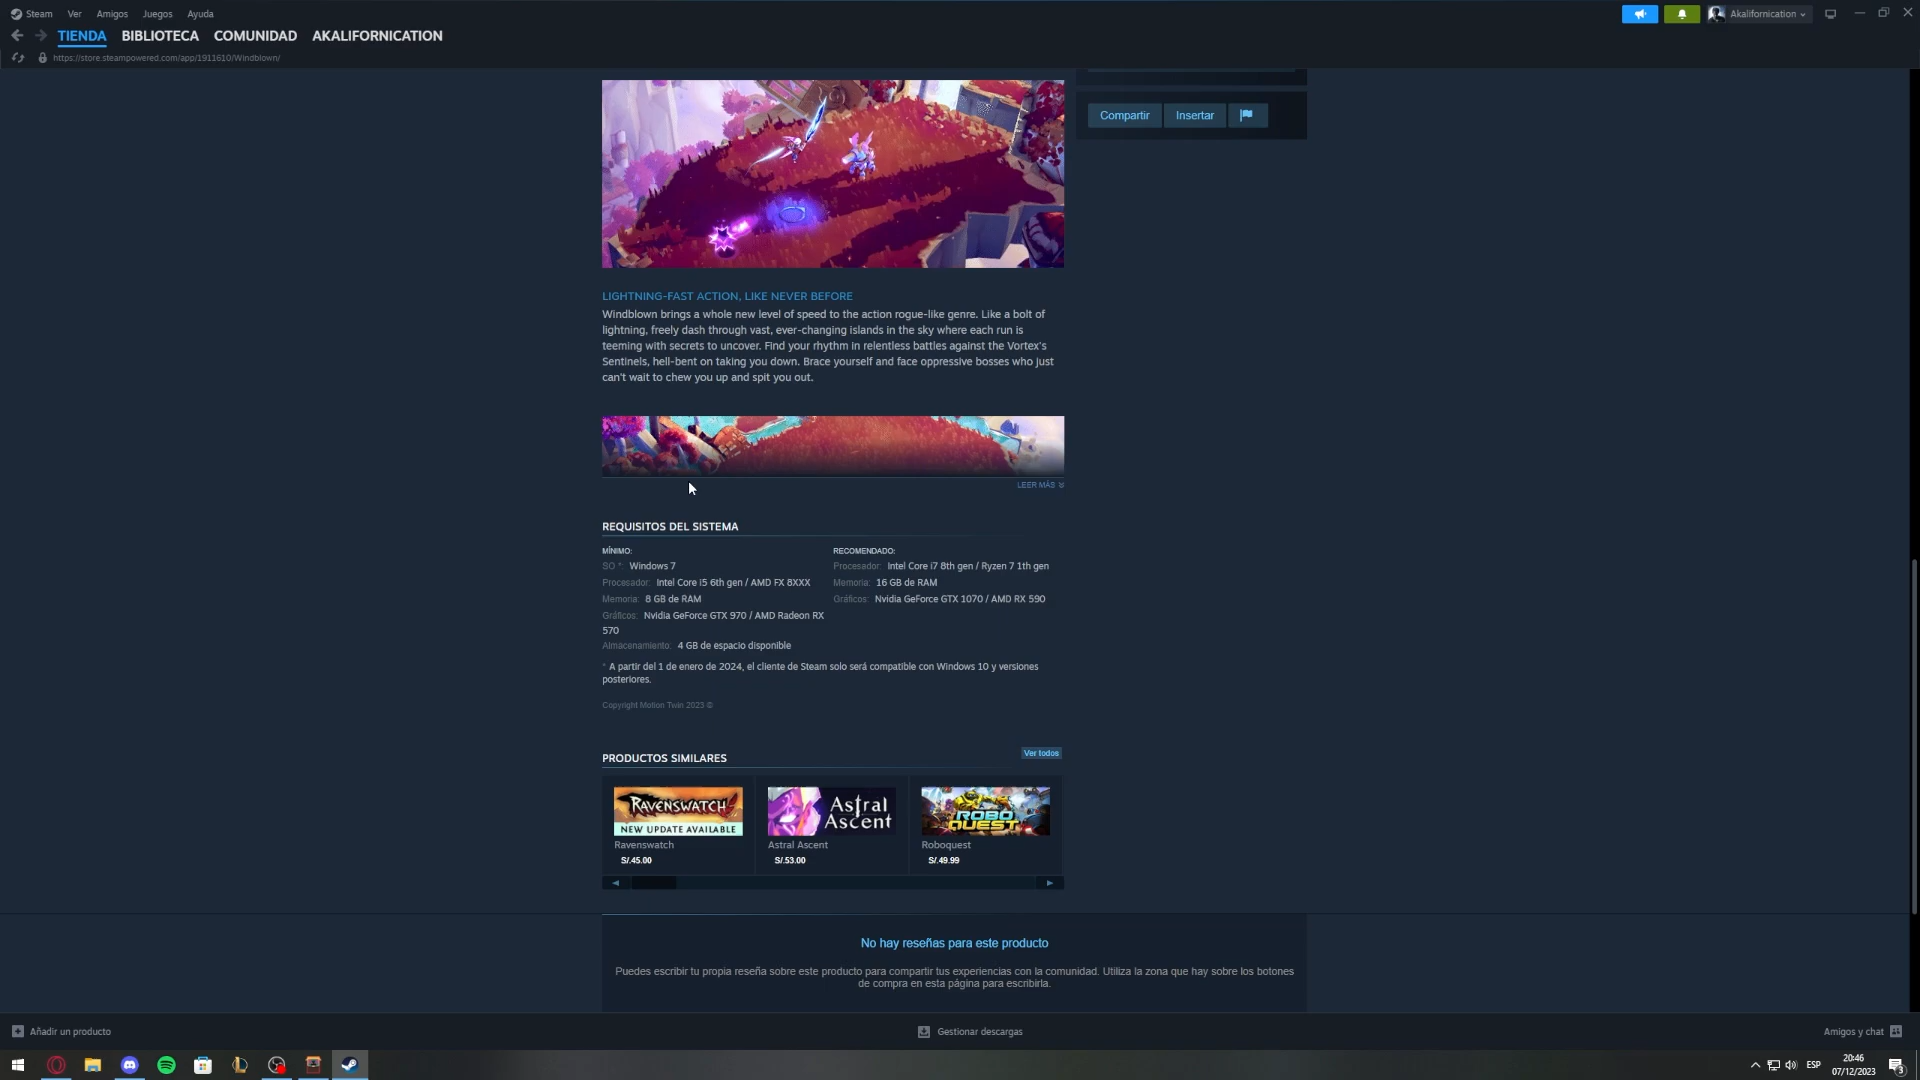 Steam Ver Amigos Juegos Ayuda
Akalifornication
TIENDA BIBLIOTECA COMUNIDAD AKALIFORNICATION
https://store.steampowered.com/app/1911610/Windblown/
Compartir Insertar
LIGHTNING-FAST ACTION, LIKE NEVER BEFORE
Windblown brings a whole new level of speed to the action rogue-like genre. Like a bolt of
lightning, freely dash through vast, ever-changing islands in the sky where each run is
teeming with secrets to uncover. Find your rhythm in relentless battles against the Vortex's
Sentinels, hell-bent on taking you down. Brace yourself and face oppressive bosses who just
can't wait to chew you up and spit you out.
LEER MÁS
REQUISITOS DEL SISTEMA
MÍNIMO:
SO *: Windows 7
Procesador: Intel Core i5 6th gen / AMD FX 8XXX
Memoria: 8 GB de RAM
Gráficos: Nvidia GeForce GTX 970 / AMD Radeon RX
570
Almacenamiento: 4 GB de espacio disponible
RECOMENDADO:
Procesador: Intel Core i7 8th gen / Ryzen 7 1th gen
Memoria: 16 GB de RAM
Gráficos: Nvidia GeForce GTX 1070 / AMD RX 590
* A partir del 1 de enero de 2024, el cliente de Steam solo será compatible con Windows 10 y versiones
posteriores.
Copyright Motion Twin 2023 ©
PRODUCTOS SIMILARES
Ver todos
RAVENSWATCH
NEW UPDATE AVAILABLE
Ravenswatch
S/.45.00
Astral
Ascent
Astral Ascent
S/.53.00
ROBO
QUEST
Roboquest
S/.49.99
No hay reseñas para este producto
Puedes escribir tu propia reseña sobre este producto para compartir tus experiencias con la comunidad. Utiliza la zona que hay sobre los botones
de compra en esta página para escribirla.
Añadir un producto
Gestionar descargas
Amigos y chat
ESP
20:46
07/12/2023
3